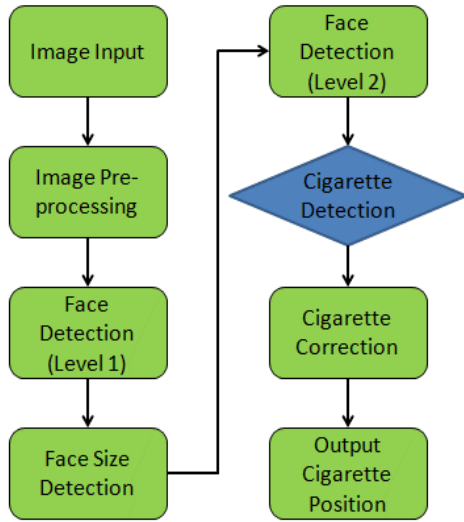 Image Input
Image Pre-
processing
Face
Detection
(Level 1)
Face Size
Detection
Face
Detection
(Level 2)
Cigarette
Detection
Cigarette
Correction
Output
Cigarette
Position